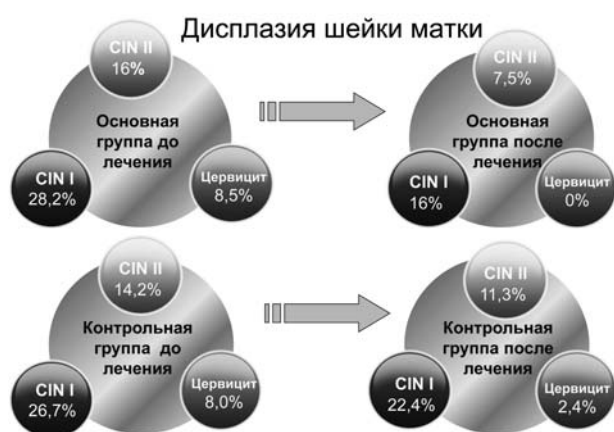 Дисплазия шейки матки
CIN II
16%
Основная
группа до
лечения
CIN I
28,2%
Цервицит
8,5%
CIN II
7,5%
Основная
группа после
лечения
CIN I
16%
Цервицит
0%
CIN II
14,2%
Контрольная
группа до
лечения
CIN I
26,7%
Цервицит
8,0%
CIN II
11,3%
Контрольная
группа после
лечения
CIN I
22,4%
Цервицит
2,4%